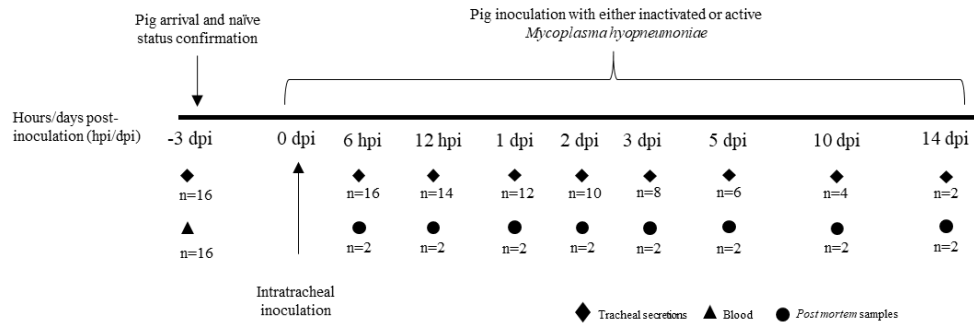 Pig arrival and naïve
status confirmation
Pig inoculation with either inactivated or active
Mycoplasma hyopneumoniae
Hours/days post-
inoculation (hpi/dpi)
-3 dpi 0 dpi 6 hpi 12 hpi 1 dpi 2 dpi 3 dpi 5 dpi 10 dpi 14 dpi
n=16 n=16 n=14 n=12 n=10 n=8 n=6 n=4 n=2
n=16 n=2 n=2 n=2 n=2 n=2 n=2 n=2 n=2
Intratracheal
inoculation
Tracheal secretions Blood Post mortem samples